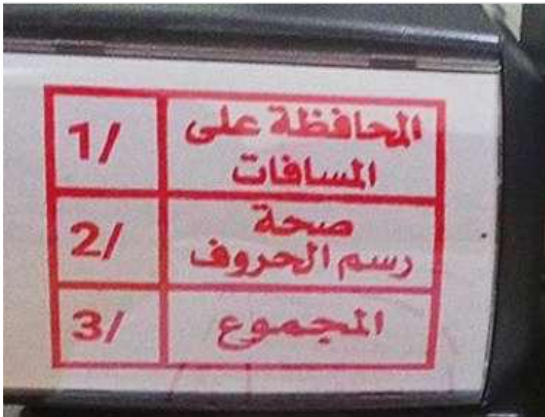 المحافظة على
المسافات
1/
صحة
رسم الحروف
2/
المجموع
3/